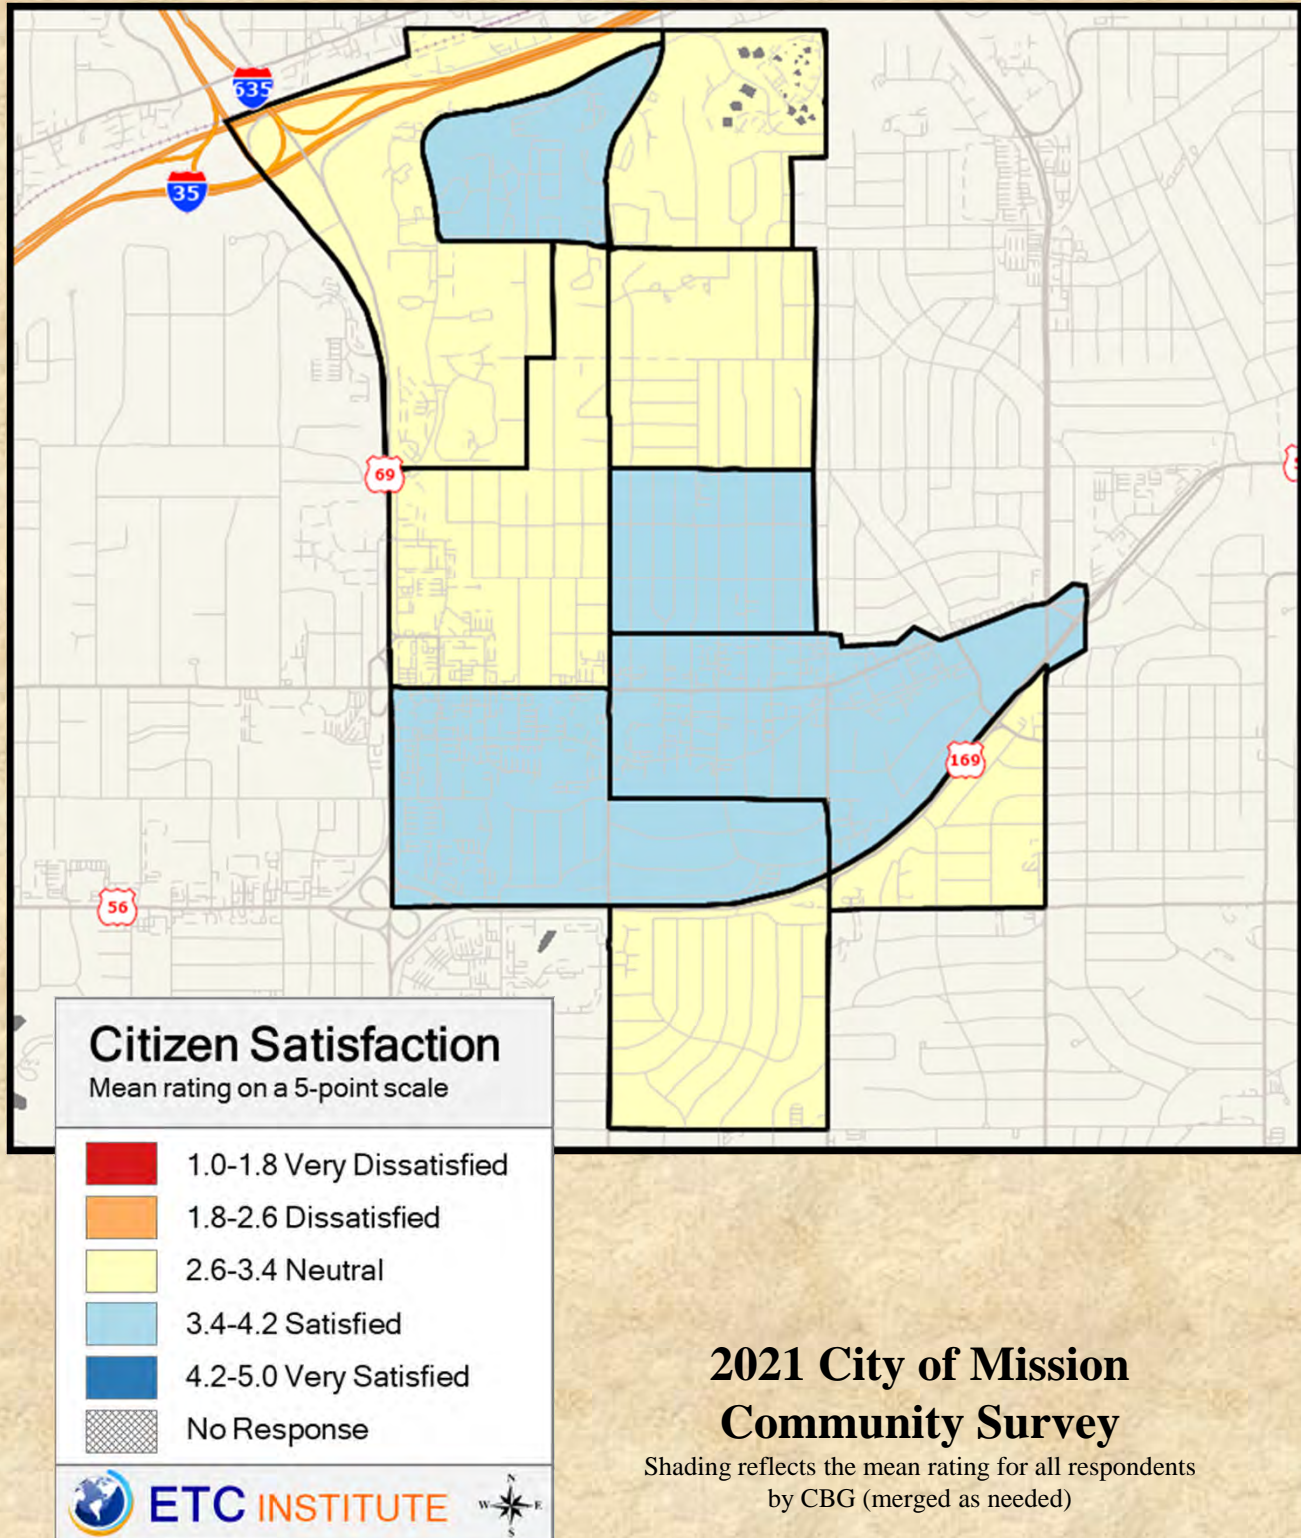 635
35
69
169
56
Citizen Satisfaction
Mean rating on a 5-point scale
1.0-1.8 Very Dissatisfied
1.8-2.6 Dissatisfied
2.6-3.4 Neutral
3.4-4.2 Satisfied
4.2-5.0 Very Satisfied
No Response
ETC INSTITUTE
N
W E
S
2021 City of Mission
Community Survey
Shading reflects the mean rating for all respondents
by CBG (merged as needed)